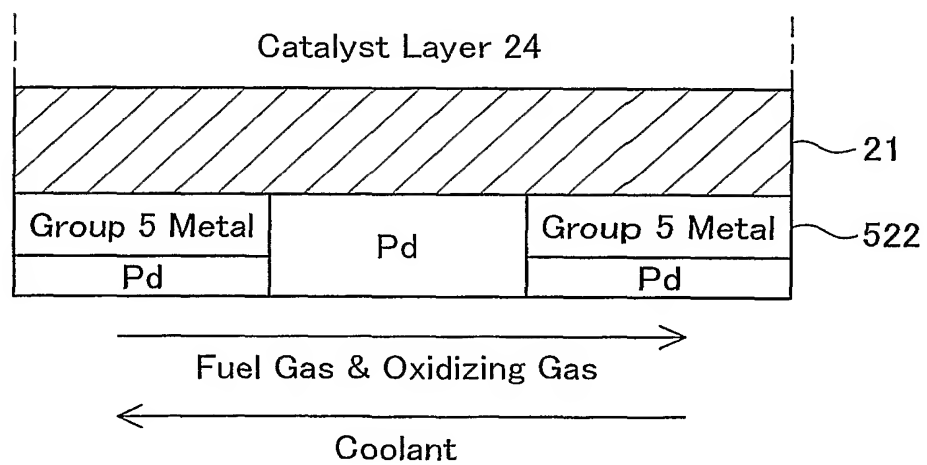 Catalyst Layer 24
21
Group 5 Metal
Pd
Group 5 Metal
522
Pd
Pd
Fuel Gas & Oxidizing Gas
Coolant